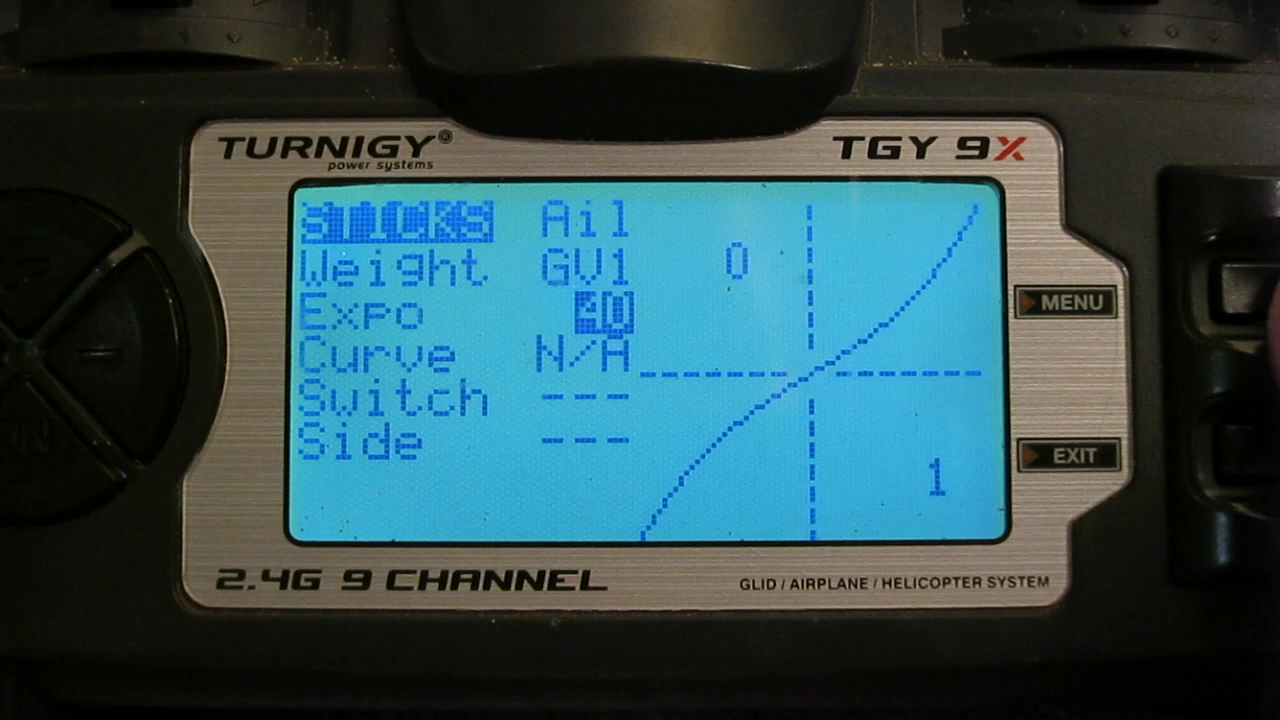 TURNIGY®
power systems
TGY 9X
STICKS Ail
Weight GV1 0
Expo
Curve N/A
Switch ---
Side ---
1
MENU
EXIT
2.4G 9 CHANNEL
GLID / AIRPLANE / HELICOPTER SYSTEM